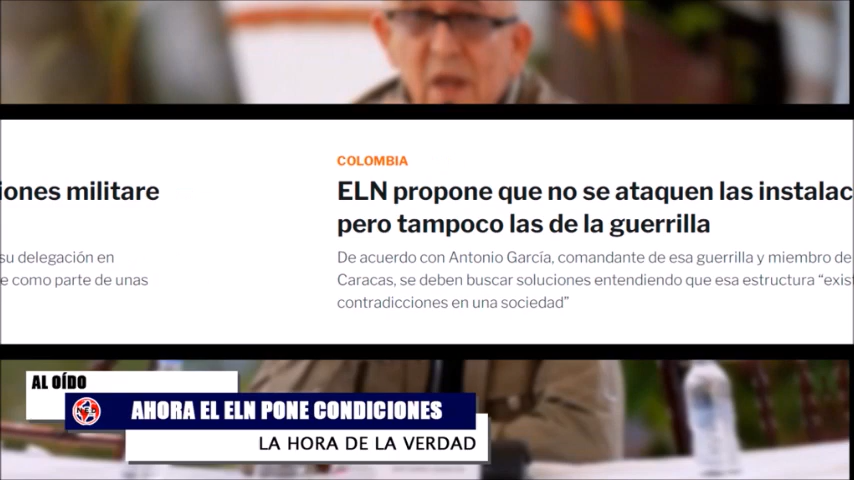 COLOMBIA
iones militare
ELN propone que no se ataquen las instalac
pero tampoco las de la guerrilla
su delegación en
e como parte de unas
De acuerdo con Antonio García, comandante de esa guerrilla y miembro de
Caracas, se deben buscar soluciones entendiendo que esa estructura “exist
contradicciones en una sociedad”
AL OÍDO
AHORA EL ELN PONE CONDICIONES
LA HORA DE LA VERDAD